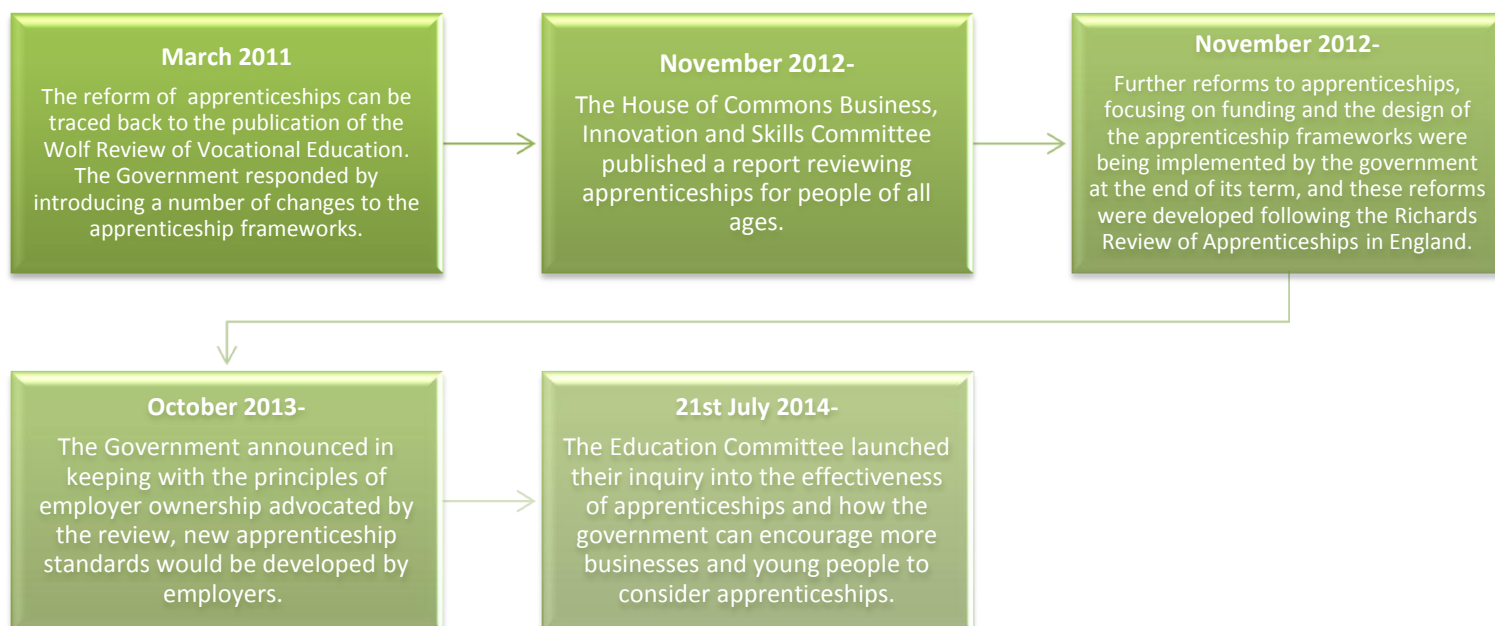 March 2011
The reform of  apprenticeships can be
traced back to the publication of the
Wolf Review of Vocational Education.
The Government responded by
introducing a number of changes to the
apprenticeship frameworks.
November 2012-
The House of Commons Business,
Innovation and Skills Committee
published a report reviewing
apprenticeships for people of all
ages.
November 2012-
Further reforms to apprenticeships,
focusing on funding and the design of
the apprenticeship frameworks were
being implemented by the government
at the end of its term, and these reforms
were developed following the Richards
Review of Apprenticeships in England.
October 2013-
The Government announced in
keeping with the principles of
employer ownership advocated by
the review, new apprenticeship
standards would be developed by
employers.
21st July 2014-
The Education Committee launched
their inquiry into the effectiveness
of apprenticeships and how the
government can encourage more
businesses and young people to
consider apprenticeships.